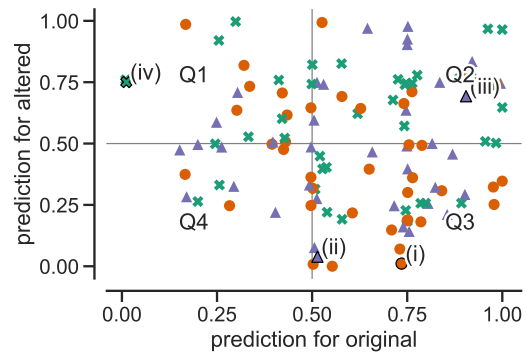 prediction for altered
1.00
0.75
0.50
0.25
0.00
(iv)
Q1
Q2
(iii)
Q4
Q3
(ii)
(i)
0.00
0.25
0.50
0.75
1.00
prediction for original